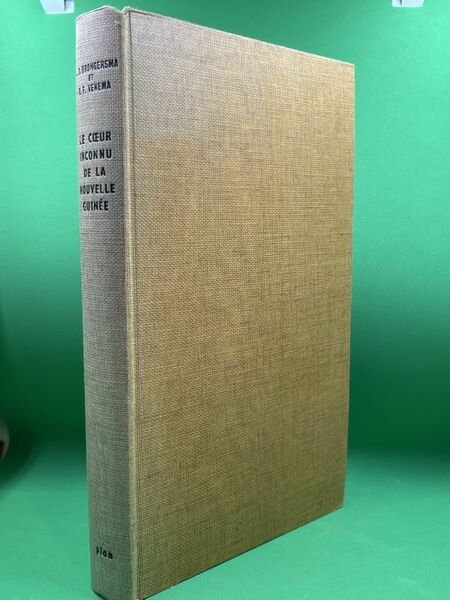 BRONGERSMA
ET
F. VENEMA
LE CŒUR
INCONNU
DE LA
NOUVELLE
GUINÉE
plon